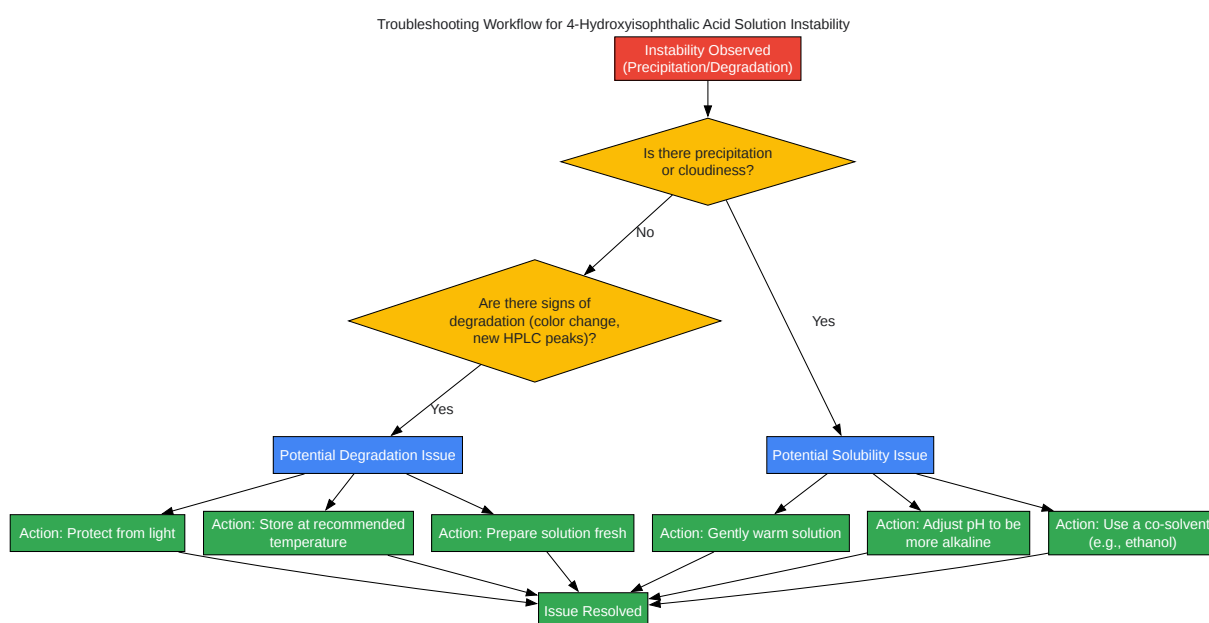 Troubleshooting Workflow for 4-Hydroxyisophthalic Acid Solution Instability
Instability Observed
(Precipitation/Degradation)
Is there precipitation
or cloudiness?
No
Are there signs of
degradation (color change,
new HPLC peaks)?
Yes
Yes
Potential Degradation Issue
Potential Solubility Issue
Action: Protect from light
Action: Store at recommended
temperature
Action: Prepare solution fresh
Action: Gently warm solution
Action: Adjust pH to be
more alkaline
Action: Use a co-solvent
(e.g., ethanol)
Issue Resolved